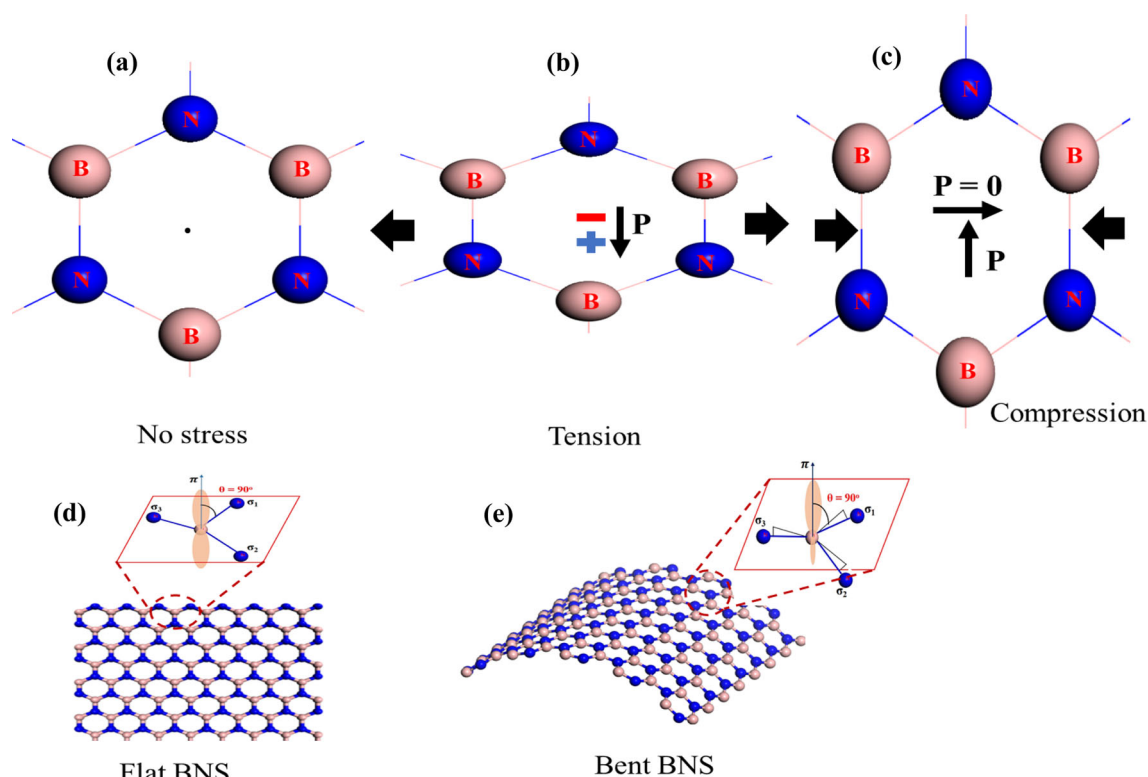 (a)
N
B
B
N
N
B
No stress
(b)
N
B
B
P
N
N
B
Tension
(c)
N
B
B
P = 0
P
N
N
B
Compression
(d)
π
θ = 90°
σ₁
σ₃
σ₂
Flat BNS
(e)
π
θ = 90°
σ₁
σ₃
σ₂
Bent BNS